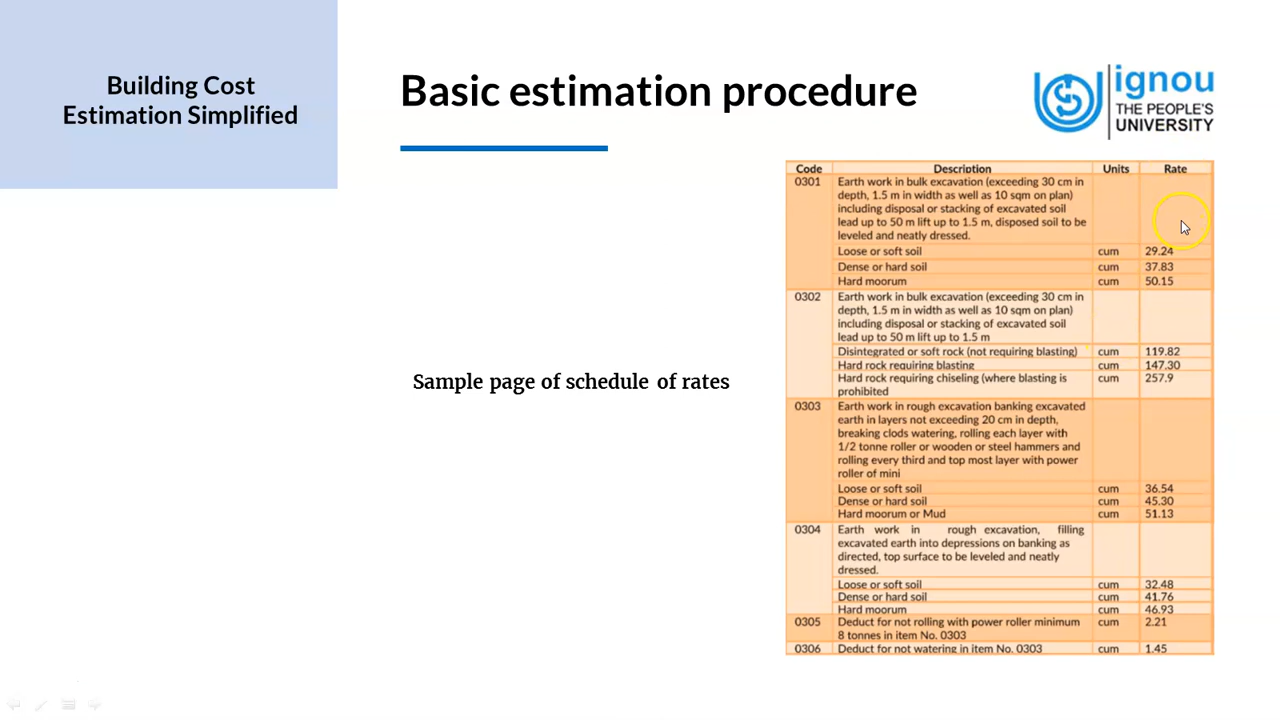 Building Cost
Estimation Simplified
Basic estimation procedure
ignou
THE PEOPLE'S
UNIVERSITY
Sample page of schedule of rates
Code Description Units Rate
0301 Earth work in bulk excavation (exceeding 30 cm in
depth, 1.5 m in width as well as 10 sqm on plan)
including disposal or stacking of excavated soil
lead up to 50 m lift up to 1.5 m, disposed soil to be
leveled and neatly dressed.
Loose or soft soil cum 29.24
Dense or hard soil cum 37.83
Hard moorum cum 50.15
0302 Earth work in bulk excavation (exceeding 30 cm in
depth, 1.5 m in width as well as 10 sqm on plan)
including disposal or stacking of excavated soil
lead up to 50 m lift up to 1.5 m
Disintegrated or soft rock (not requiring blasting) cum 119.82
Hard rock requiring blasting cum 147.30
Hard rock requiring chiseling (where blasting is cum 257.9
prohibited
0303 Earth work in rough excavation banking excavated
earth in layers not exceeding 20 cm in depth,
breaking clods watering, rolling each layer with
1/2 tonne roller or wooden or steel hammers and
rolling every third and top most layer with power
roller of mini
Loose or soft soil cum 36.54
Dense or hard soil cum 45.30
Hard moorum or Mud cum 51.13
0304 Earth work in rough excavation, filling
excavated earth into depressions on banking as
directed, top surface to be leveled and neatly
dressed.
Loose or soft soil cum 32.48
Dense or hard soil cum 41.76
Hard moorum cum 46.93
0305 Deduct for not rolling with power roller minimum cum 2.21
8 tonnes in item No. 0303
0306 Deduct for not watering in item No. 0303 cum 1.45